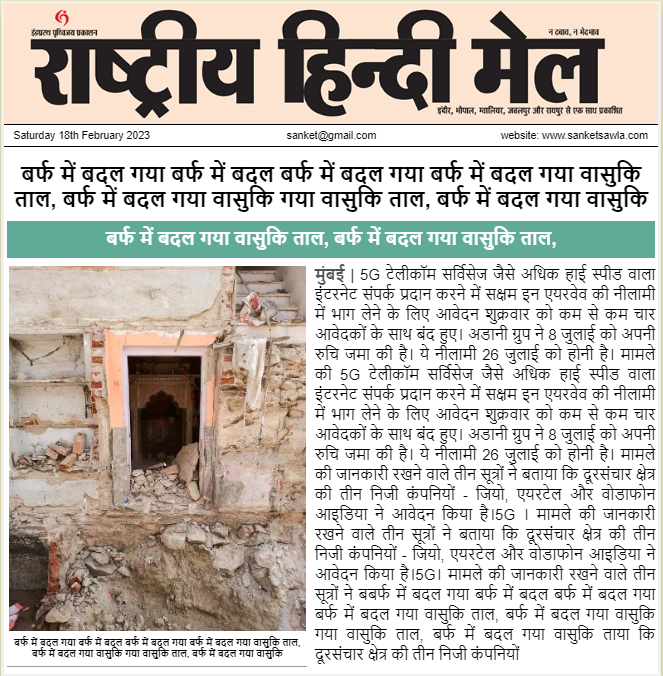 इंद्रप्रस्थ पृथ्विजय प्रकाशन
न दबाव, न भेदभाव
राष्ट्रीय हिन्दी मेल
इंदौर, भोपाल, ग्वालियर, जबलपुर और रायपुर से एक साथ प्रकाशित
Saturday 18th February 2023 sanket@gmail.com website: www.sanketsawla.com
बर्फ में बदल गया बर्फ में बदल बर्फ में बदल गया बर्फ में बदल गया वासुकि
ताल, बर्फ में बदल गया वासुकि गया वासुकि ताल, बर्फ में बदल गया वासुकि
बर्फ में बदल गया वासुकि ताल, बर्फ में बदल गया वासुकि ताल,
मुंबई | 5G टेलीकॉम सर्विसेज जैसे अधिक हाई स्पीड वाला
इंटरनेट संपर्क प्रदान करने में सक्षम इन एयरवेव की नीलामी
में भाग लेने के लिए आवेदन शुक्रवार को कम से कम चार
आवेदकों के साथ बंद हुए। अडानी ग्रुप ने 8 जुलाई को अपनी
रुचि जमा की है। ये नीलामी 26 जुलाई को होनी है। मामले
की 5G टेलीकॉम सर्विसेज जैसे अधिक हाई स्पीड वाला
इंटरनेट संपर्क प्रदान करने में सक्षम इन एयरवेव की नीलामी
में भाग लेने के लिए आवेदन शुक्रवार को कम से कम चार
आवेदकों के साथ बंद हुए। अडानी ग्रुप ने 8 जुलाई को अपनी
रुचि जमा की है। ये नीलामी 26 जुलाई को होनी है। मामले
की जानकारी रखने वाले तीन सूत्रों ने बताया कि दूरसंचार क्षेत्र
की तीन निजी कंपनियों - जियो, एयरटेल और वोडाफोन
आइडिया ने आवेदन किया है।5G । मामले की जानकारी
रखने वाले तीन सूत्रों ने बताया कि दूरसंचार क्षेत्र की तीन
निजी कंपनियों - जियो, एयरटेल और वोडाफोन आइडिया ने
आवेदन किया है।5G। मामले की जानकारी रखने वाले तीन
सूत्रों ने बबर्फ में बदल गया बर्फ में बदल बर्फ में बदल गया
बर्फ में बदल गया वासुकि ताल, बर्फ में बदल गया वासुकि
गया वासुकि ताल, बर्फ में बदल गया वासुकि ताया कि
दूरसंचार क्षेत्र की तीन निजी कंपनियों
बर्फ में बदल गया बर्फ में बदल बर्फ में बदल गया बर्फ में बदल गया वासुकि ताल,
बर्फ में बदल गया वासुकि गया वासुकि ताल, बर्फ में बदल गया वासुकि